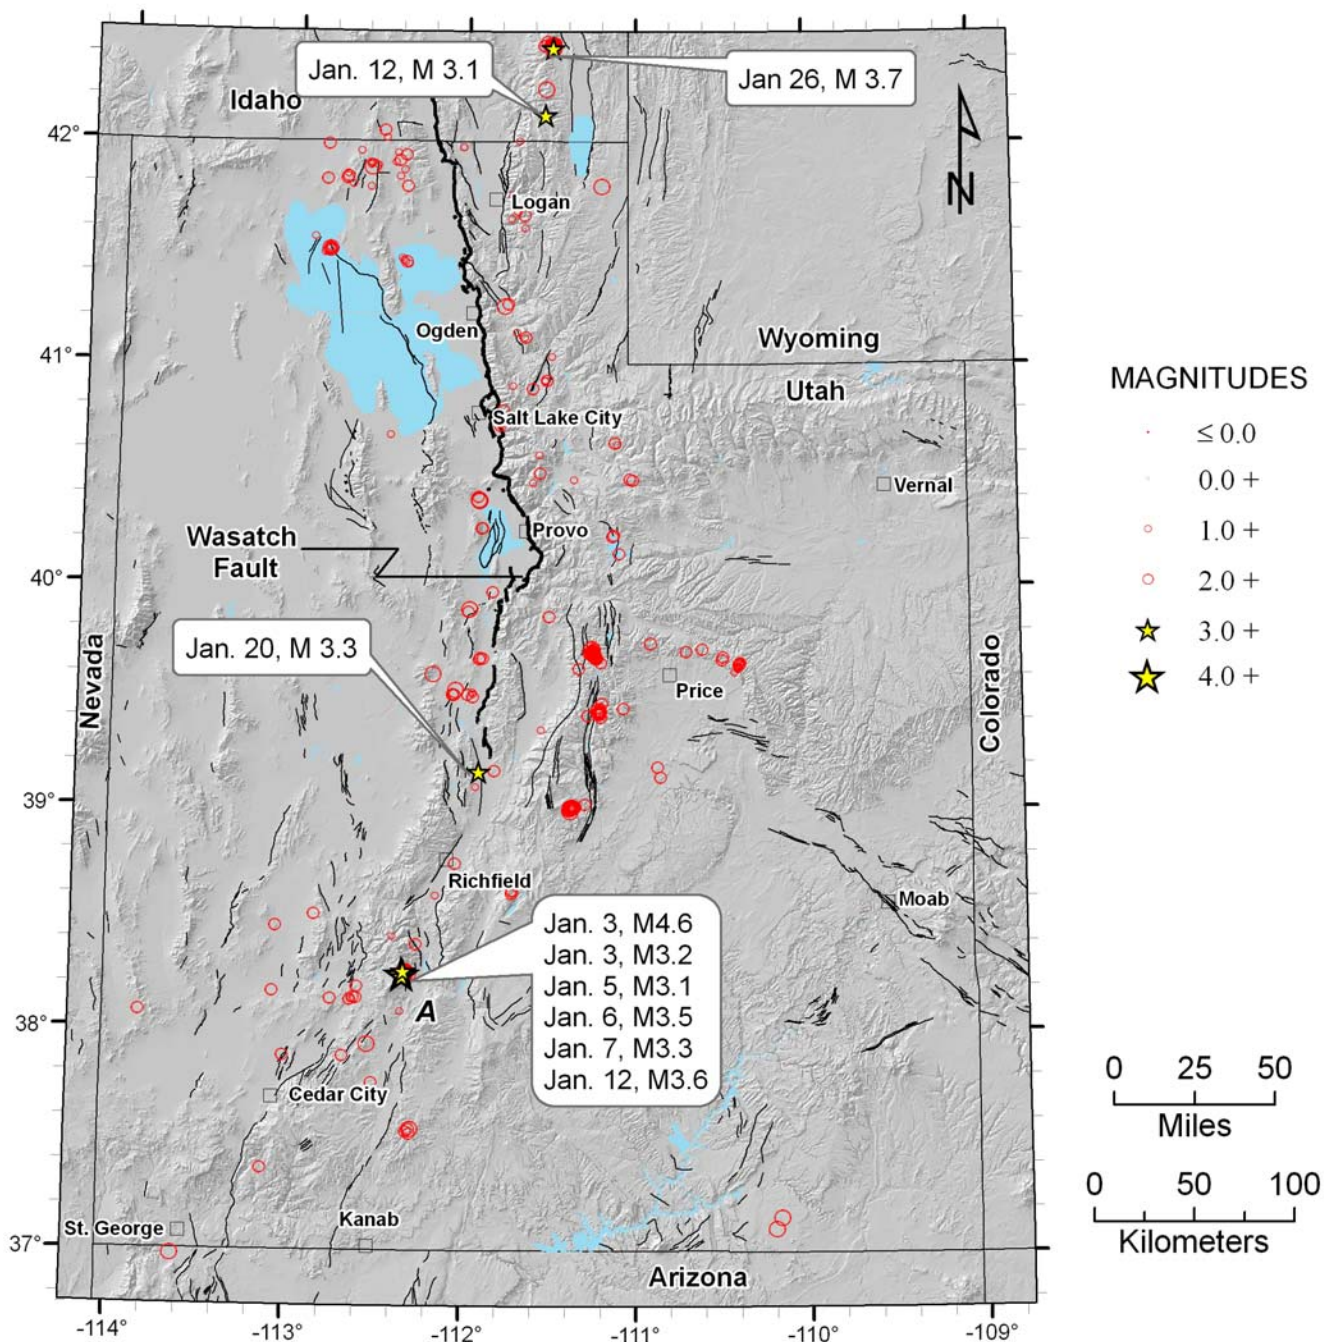 Jan. 12, M 3.1
Jan 26, M 3.7
Idaho
42°
N
Logan
Ogden
41°
Wyoming
Utah
MAGNITUDES
≤ 0.0
0.0 +
1.0 +
2.0 +
3.0 +
4.0 +
Salt Lake City
Vernal
Wasatch
Fault
Provo
40°
Jan. 20, M 3.3
Nevada
Price
Colorado
39°
Richfield
Moab
Jan. 3, M4.6
Jan. 3, M3.2
Jan. 5, M3.1
Jan. 6, M3.5
Jan. 7, M3.3
Jan. 12, M3.6
A
38°
Cedar City
0 25 50
Miles
0 50 100
Kilometers
St. George
Kanab
37°
Arizona
-114° -113° -112° -111° -110° -109°